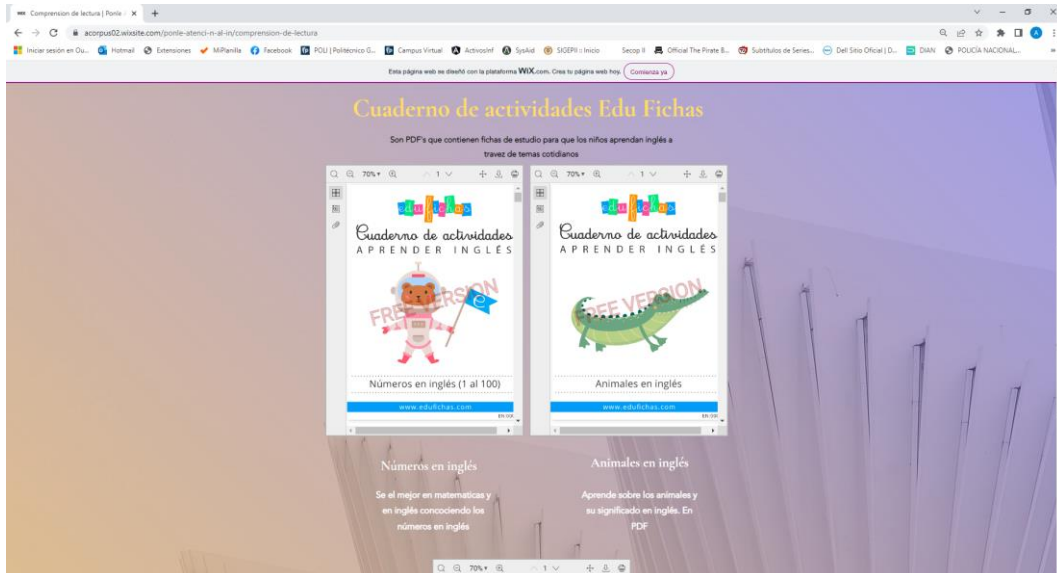 Comprension de lectura | Ponle
acorpus02.wixsite.com/ponle-atenci-n-al-in/comprension-de-lectura
Iniciar sesión en Ou... Hotmail Extensiones MiPlanilla Facebook POLI | Politécnico G... Campus Virtual ActivosInf SysAid SIGEPII :: Inicio Secop II Official The Pirate B... Subtítulos de Series... Dell Sitio Oficial | D... DIAN POLICÍA NACIONAL...
Esta página web se diseñó con la plataforma WiX.com. Crea tu página web hoy. Comienza ya
Cuaderno de actividades Edu Fichas
Son PDF's que contienen fichas de estudio para que los niños aprendan inglés a
travez de temas cotidianos
70% 1
edu fichas
Cuaderno de actividades
APRENDER INGLÉS
FREE VERSION
Números en inglés (1 al 100)
www.edufichas.com
70% 1
edu fichas
Cuaderno de actividades
APRENDER INGLÉS
FREE VERSION
Animales en inglés
www.edufichas.com
Números en inglés
Se el mejor en matematicas y
en inglés concociendo los
números en inglés
Animales en inglés
Aprende sobre los animales y
su significado en inglés. En
PDF
70% 1